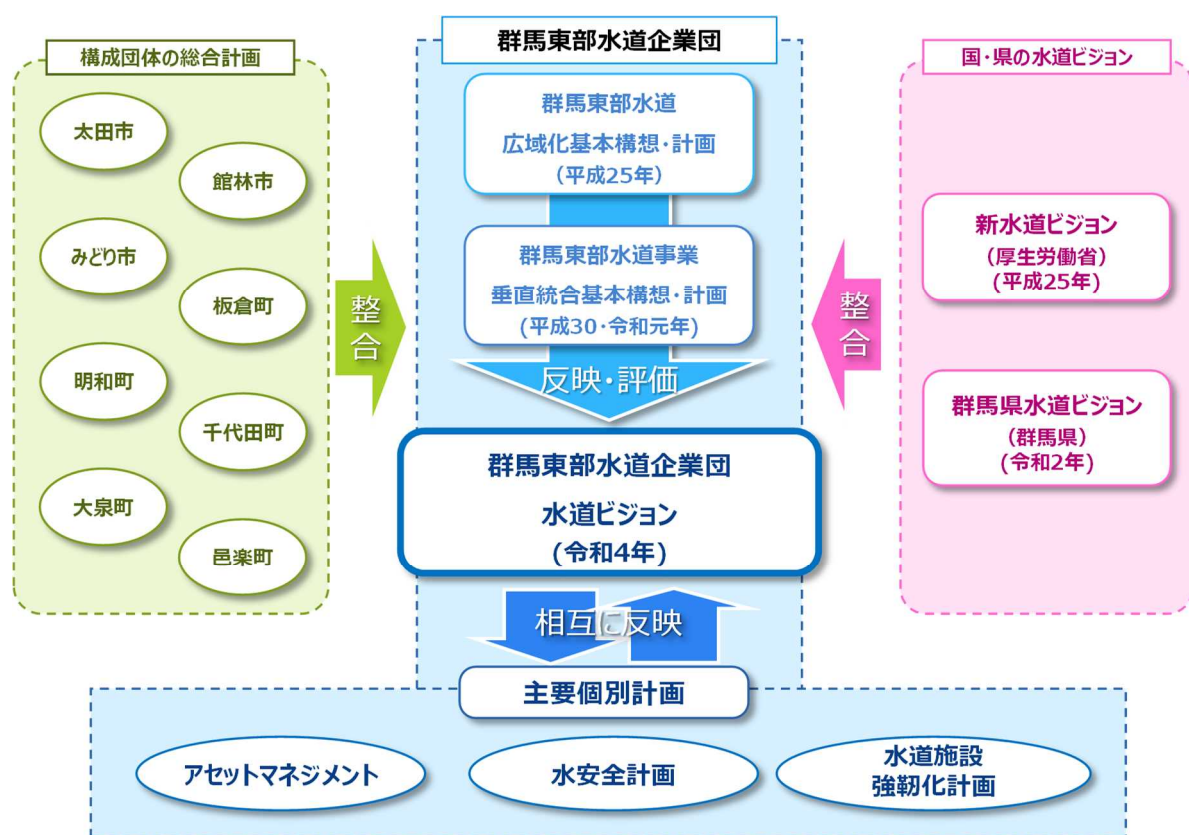 構成団体の総合計画
太田市
館林市
みどり市
板倉町
明和町
千代田町
大泉町
邑楽町
整
合
群馬東部水道企業団
群馬東部水道
広域化基本構想・計画
(平成25年)
群馬東部水道事業
垂直統合基本構想・計画
(平成30・令和元年)
反映・評価
群馬東部水道企業団
水道ビジョン
(令和4年)
相互に反映
主要個別計画
アセットマネジメント
水安全計画
水道施設
強靭化計画
整
合
国・県の水道ビジョン
新水道ビジョン
(厚生労働省)
(平成25年)
群馬県水道ビジョン
(群馬県)
(令和2年)